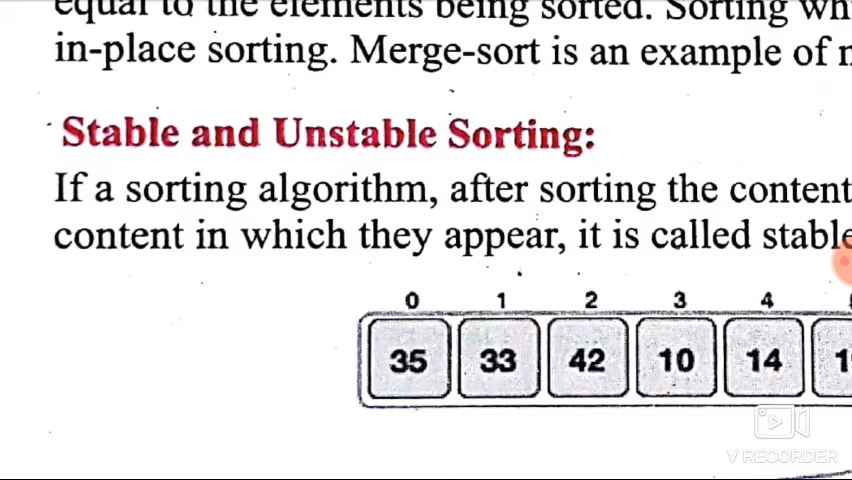 equal to the elements being sorted. Sorting
in-place sorting. Merge-sort is an example of
Stable and Unstable Sorting:
If a sorting algorithm, after sorting the content
content in which they appear, it is called stable
0 1 2 3 4
35 33 42 10 14
V RECORDER